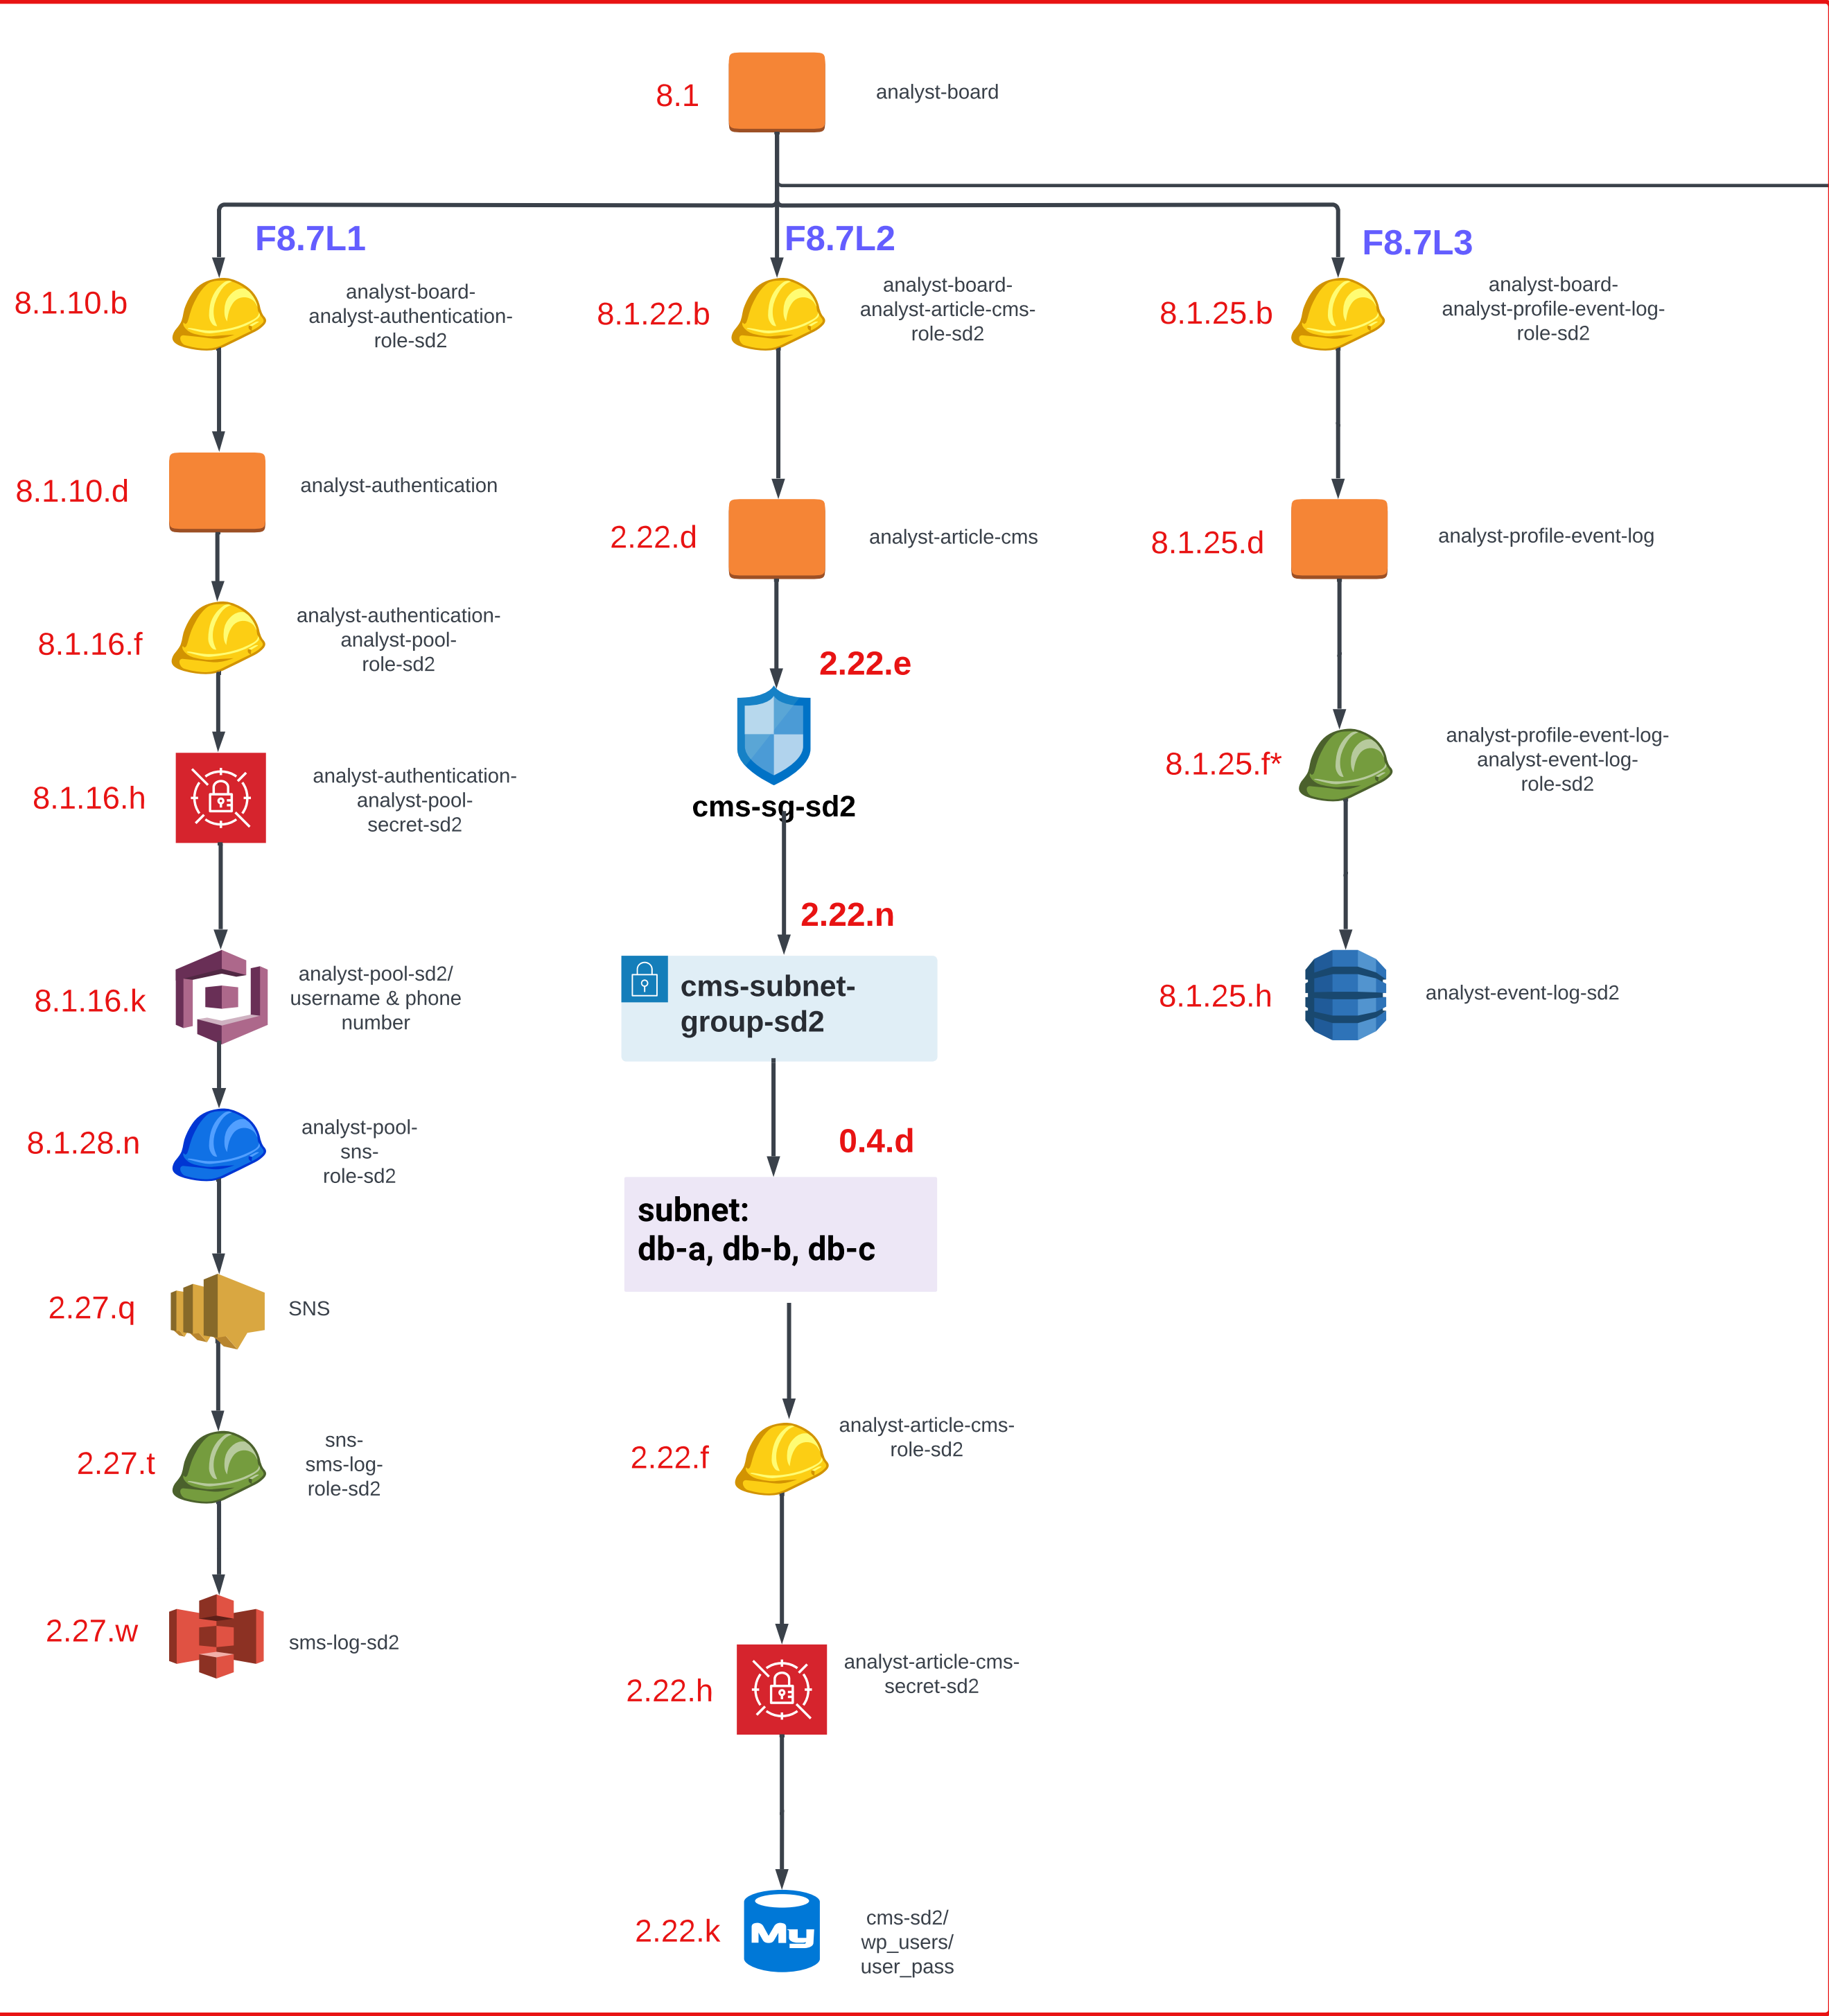 8.1
analyst-board
F8.7L1
F8.7L2
F8.7L3
8.1.10.b
analyst-board-
analyst-authentication-
role-sd2
8.1.22.b
analyst-board-
analyst-article-cms-
role-sd2
8.1.25.b
analyst-board-
analyst-profile-event-log-
role-sd2
8.1.10.d
analyst-authentication
2.22.d
analyst-article-cms
8.1.25.d
analyst-profile-event-log
8.1.16.f
analyst-authentication-
analyst-pool-
role-sd2
2.22.e
cms-sg-sd2
8.1.25.f*
analyst-profile-event-log-
analyst-event-log-
role-sd2
8.1.16.h
analyst-authentication-
analyst-pool-
secret-sd2
2.22.n
cms-subnet-
group-sd2
8.1.16.k
analyst-pool-sd2/
username & phone
number
8.1.25.h
analyst-event-log-sd2
8.1.28.n
analyst-pool-
sns-
role-sd2
0.4.d
subnet:
db-a, db-b, db-c
2.27.q
SNS
2.27.t
sns-
sms-log-
role-sd2
2.22.f
analyst-article-cms-
role-sd2
2.27.w
sms-log-sd2
2.22.h
analyst-article-cms-
secret-sd2
2.22.k
My
cms-sd2/
wp_users/
user_pass